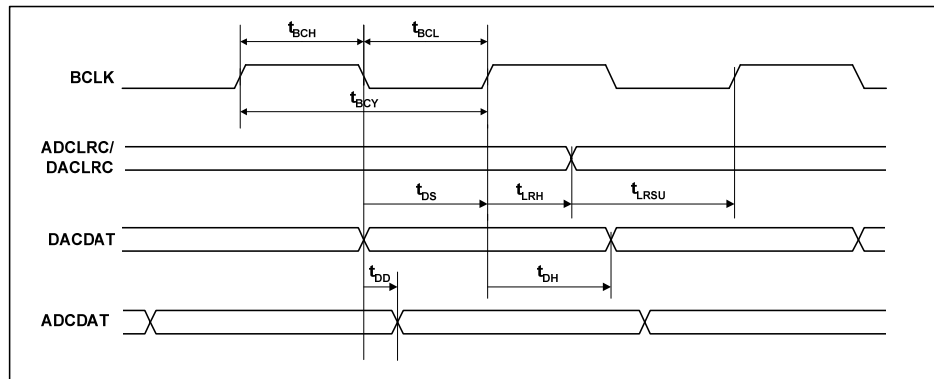 tBCH tBCL
BCLK
tBCY
ADCLRC/
DACLRC
tDS tLRH tLRSU
DACDAT
tDD tDH
ADCDAT